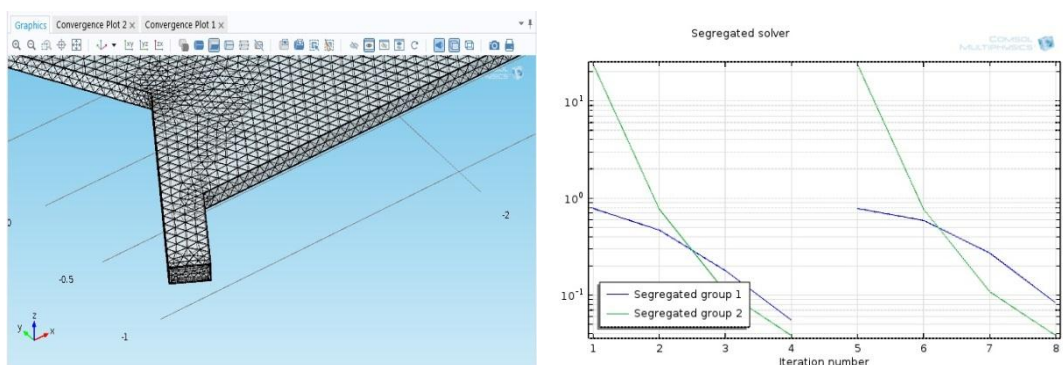 Graphics Convergence Plot 2 × Convergence Plot 1 ×
-2
0
-0.5
-1
z
y
x
Segregated solver
COMSOL
MULTIPHYSICS
10¹
10⁰
10⁻¹
Segregated group 1
Segregated group 2
1 2 3 4 5 6 7 8
Iteration number